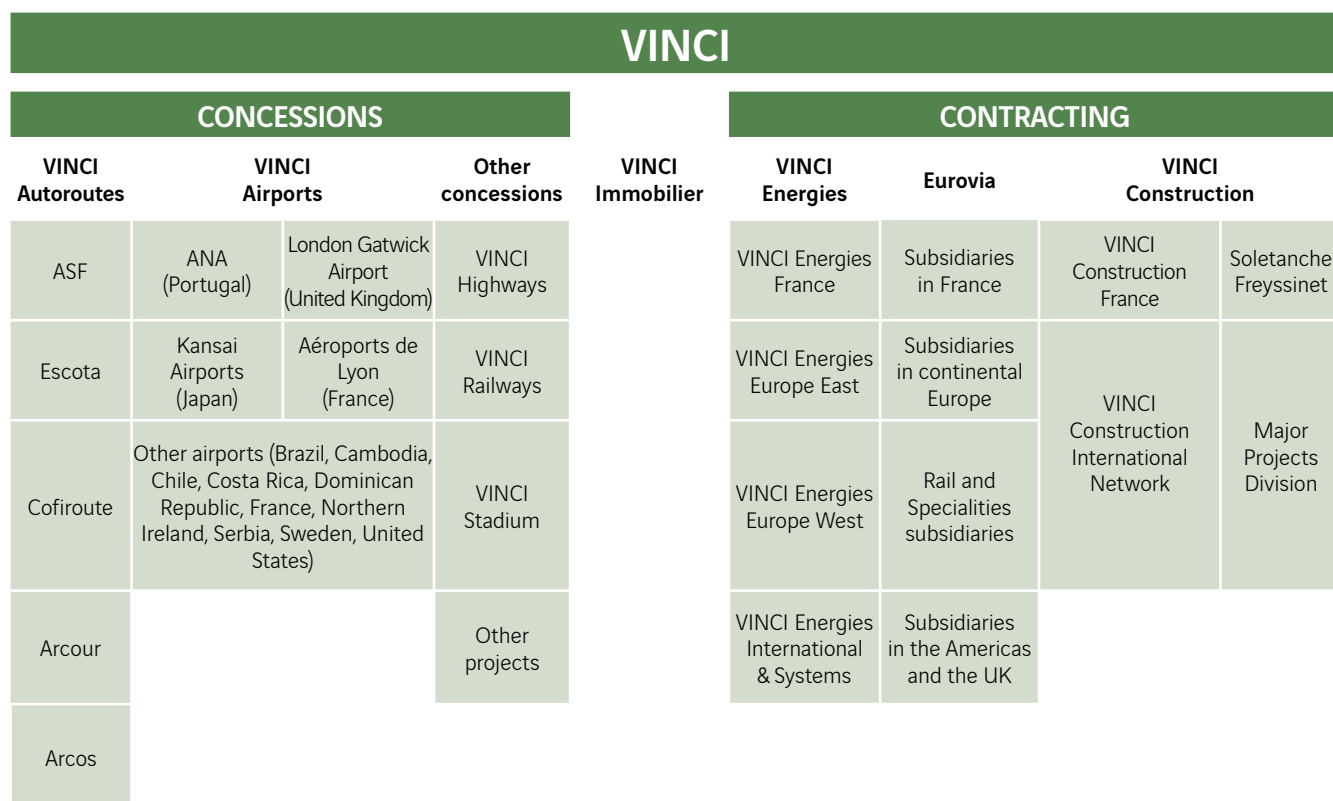 VINCI
CONCESSIONS
CONTRACTING
VINCI
Autoroutes
VINCI
Airports
Other
concessions
VINCI
Immobilier
VINCI
Energies
Eurovia
VINCI
Construction
ASF
ANA
(Portugal)
London Gatwick
Airport
(United Kingdom)
VINCI
Highways
VINCI Energies
France
Subsidiaries
in France
VINCI
Construction
France
Soletanche
Freyssinet
Escota
Kansai
Airports
(Japan)
Aéroports de
Lyon
(France)
VINCI
Railways
VINCI Energies
Europe East
Subsidiaries
in continental
Europe
VINCI
Construction
International
Network
Major
Projects
Division
Cofiroute
Other airports (Brazil, Cambodia,
Chile, Costa Rica, Dominican
Republic, France, Northern
Ireland, Serbia, Sweden, United
States)
VINCI
Stadium
VINCI Energies
Europe West
Rail and
Specialities
subsidiaries
Arcour
Other
projects
VINCI Energies
International
& Systems
Subsidiaries
in the Americas
and the UK
Arcos